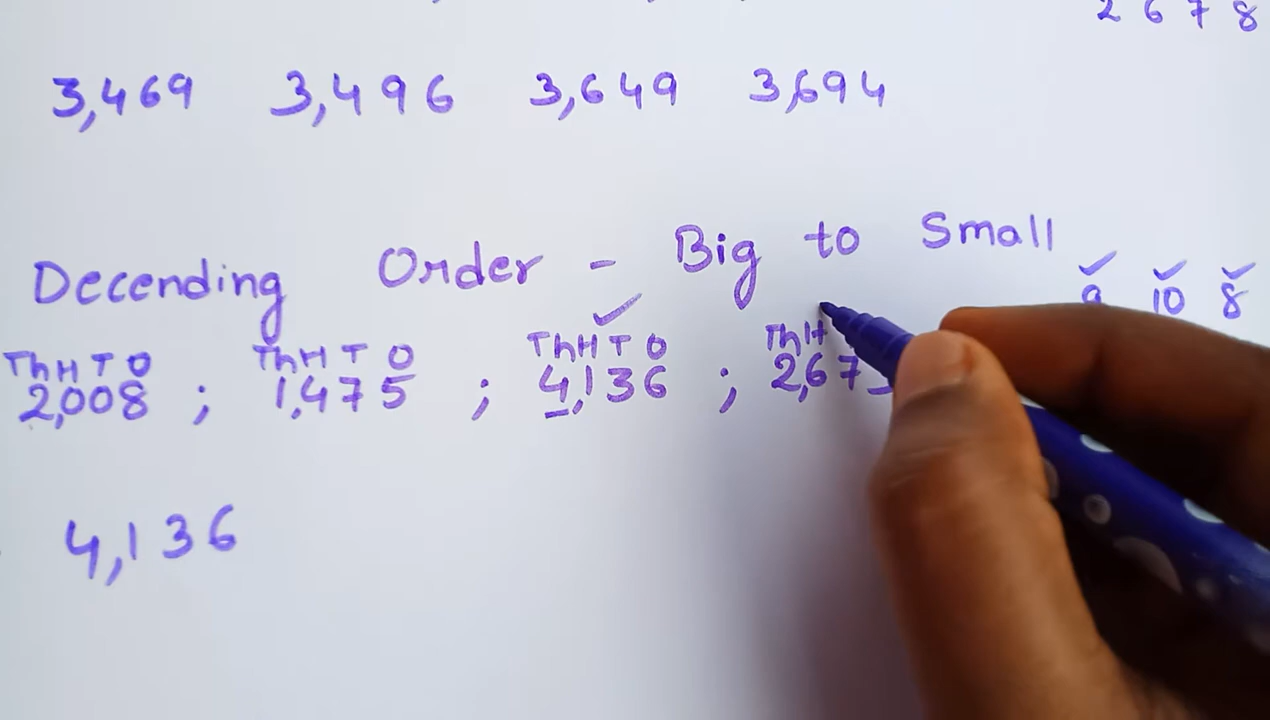 2 6 7 8
3,469 3,496 3,649 3,694
Decending Order - Big to Small
9 10 8
ThHTO ThHTO ThHTO ThH
2,008 ; 1,475 ; 4,136 ; 2,67
4,136